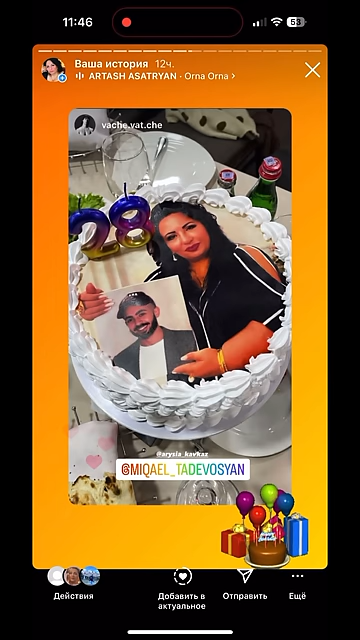 11:46
53
Ваша история 12ч.
ARTASH ASATRYAN · Orna Orna >
vache.vat.che
28
@arysia_kavkaz
@MIQAEL_TADEVOSYAN
Действия
Добавить в
актуальное
Отправить
Ещё